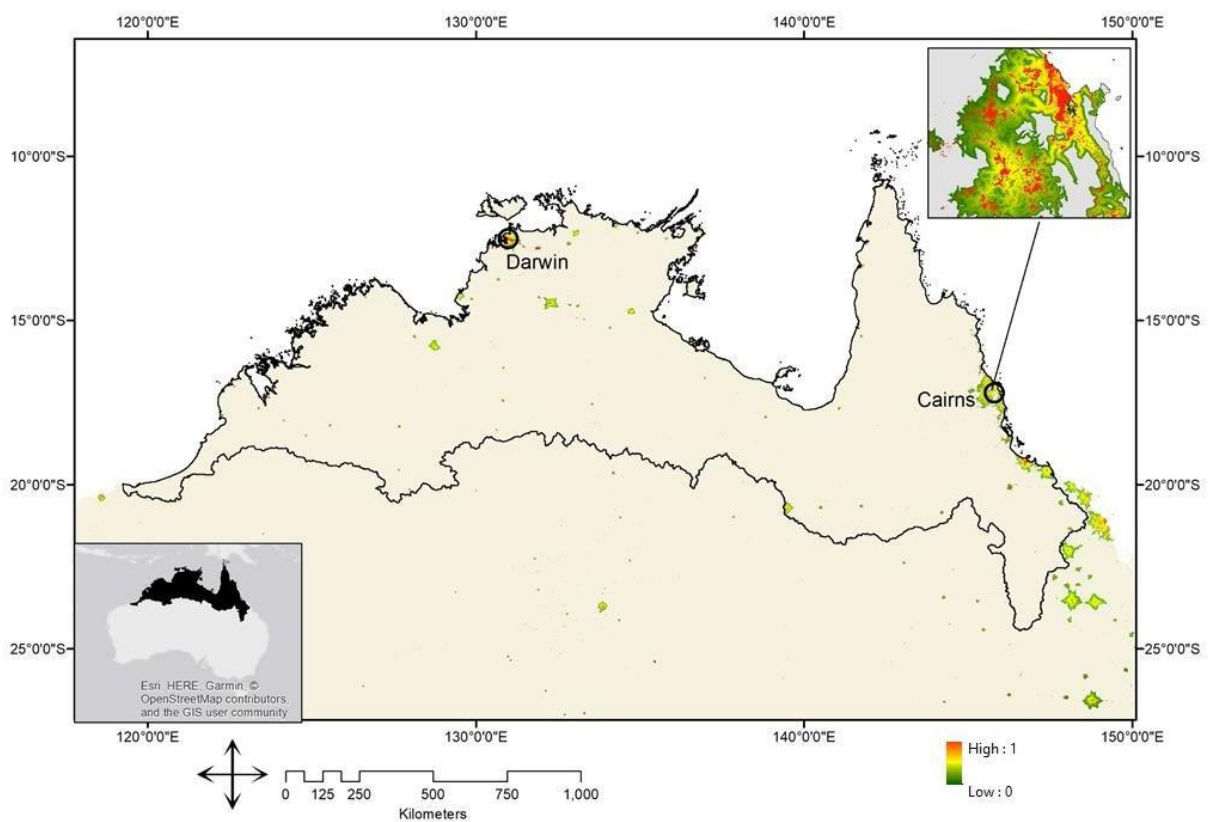 120°0'0"E 130°0'0"E 140°0'0"E 150°0'0"E
10°0'0"S 10°0'0"S
Darwin
15°0'0"S 15°0'0"S
Cairns
20°0'0"S 20°0'0"S
25°0'0"S 25°0'0"S
Esri, HERE, Garmin, ©
OpenStreetMap contributors,
and the GIS user community
120°0'0"E 130°0'0"E 140°0'0"E 150°0'0"E
High : 1
Low : 0
0 125 250 500 750 1,000
Kilometers